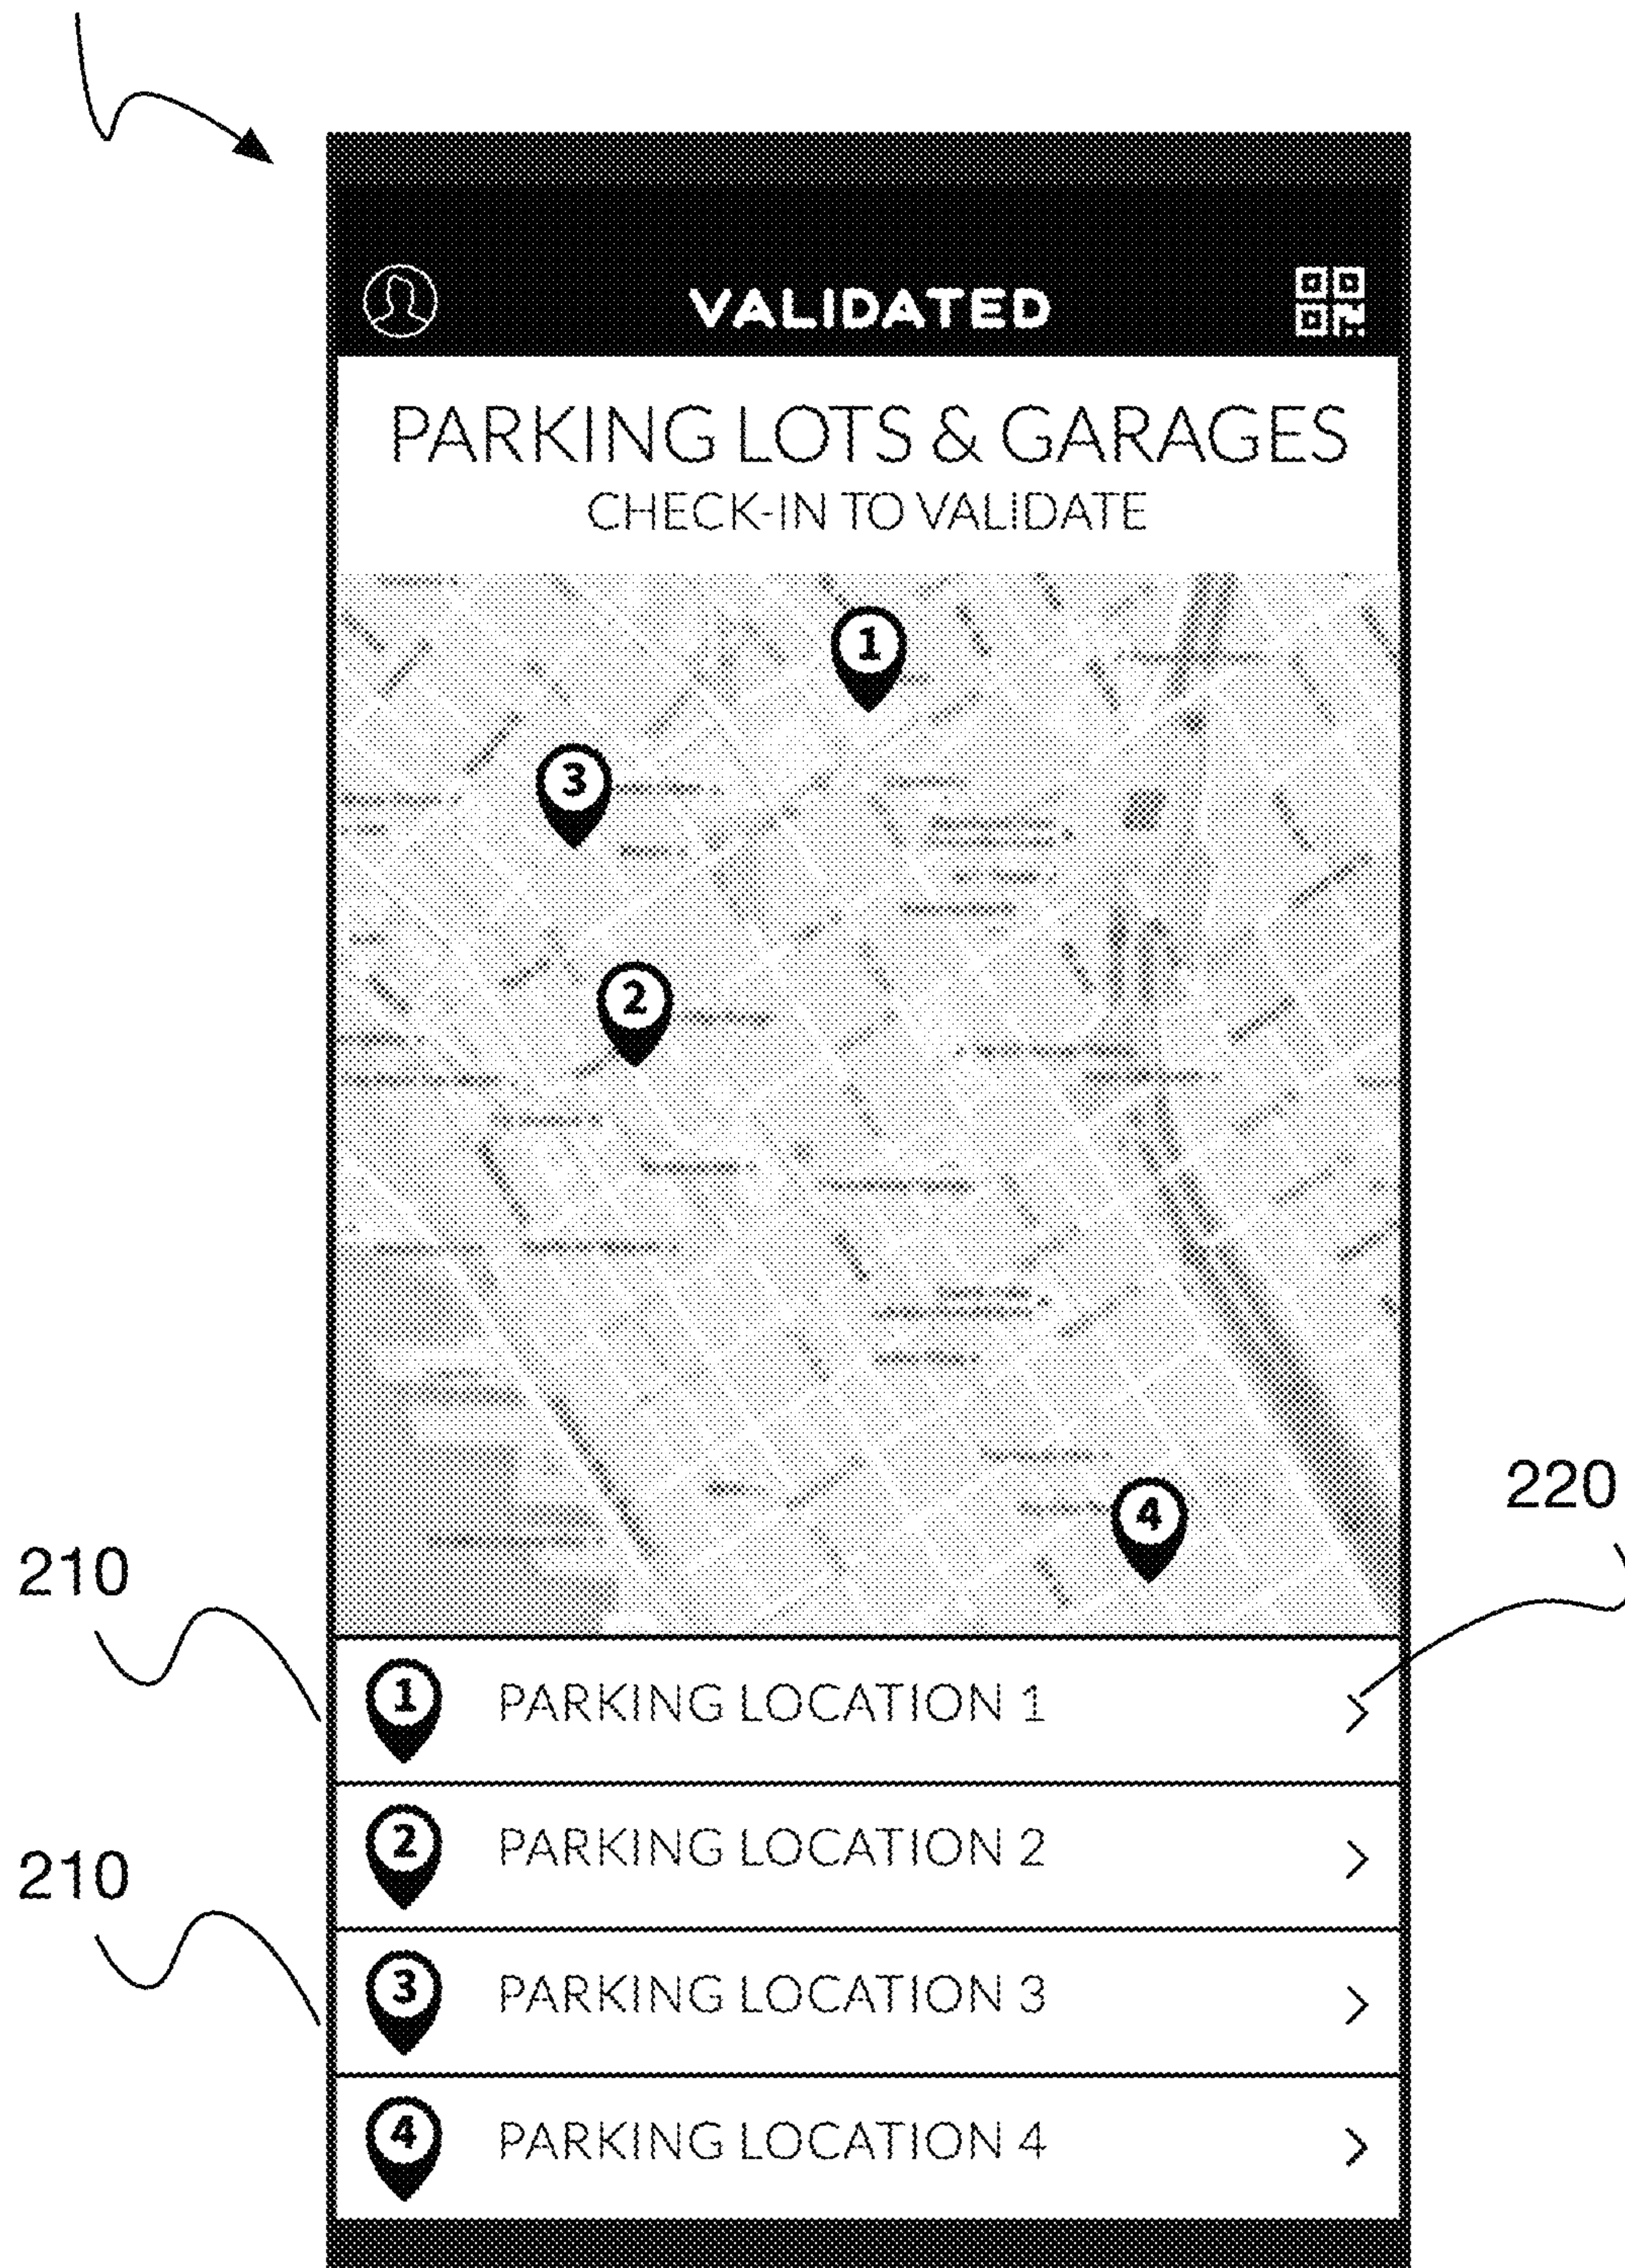 VALIDATED
PARKING LOTS & GARAGES
CHECK-IN TO VALIDATE
1
3
2
4
220
210
1 PARKING LOCATION 1
2 PARKING LOCATION 2
210
3 PARKING LOCATION 3
4 PARKING LOCATION 4